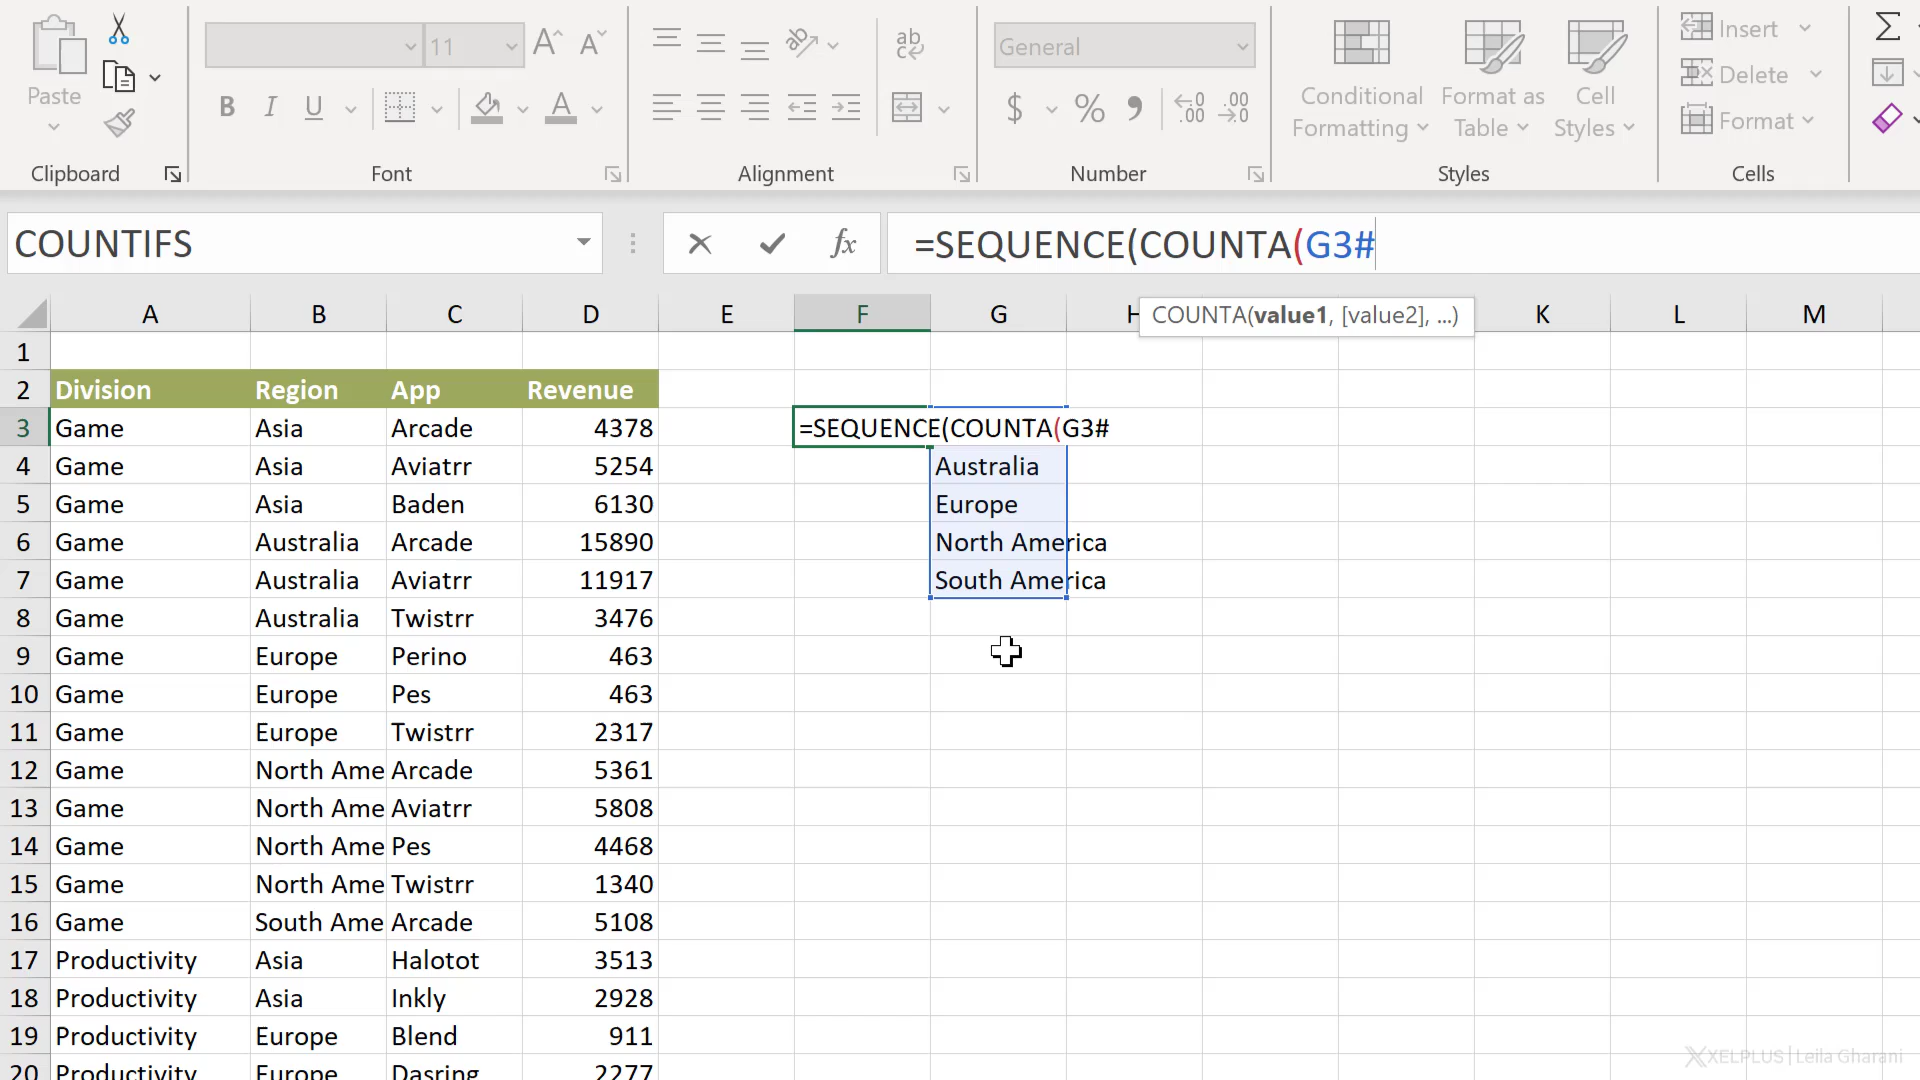 Paste
Clipboard
11
A A
B I U A
Font
ab
ab
c
Alignment
General
$ % 9
.0
.00
.00
.0
Number
Conditional
Formatting
Format as
Table
Cell
Styles
Styles
Insert
Delete
Format
Cells
Σ
COUNTIFS
fx
=SEQUENCE(COUNTA(G3#
A B C D E F G H K L M
COUNTA(value1, [value2], ...)
1
2 Division Region App Revenue
3 Game Asia Arcade 4378 =SEQUENCE(COUNTA(G3#
4 Game Asia Aviatrr 5254 Australia
5 Game Asia Baden 6130 Europe
6 Game Australia Arcade 15890 North America
7 Game Australia Aviatrr 11917 South America
8 Game Australia Twistrr 3476
9 Game Europe Perino 463
10 Game Europe Pes 463
11 Game Europe Twistrr 2317
12 Game North Ame Arcade 5361
13 Game North Ame Aviatrr 5808
14 Game North Ame Pes 4468
15 Game North Ame Twistrr 1340
16 Game South Ame Arcade 5108
17 Productivity Asia Halotot 3513
18 Productivity Asia Inkly 2928
19 Productivity Europe Blend 911
20 Productivity Europe Dasring 2277
XELPLUS | Leila Gharani